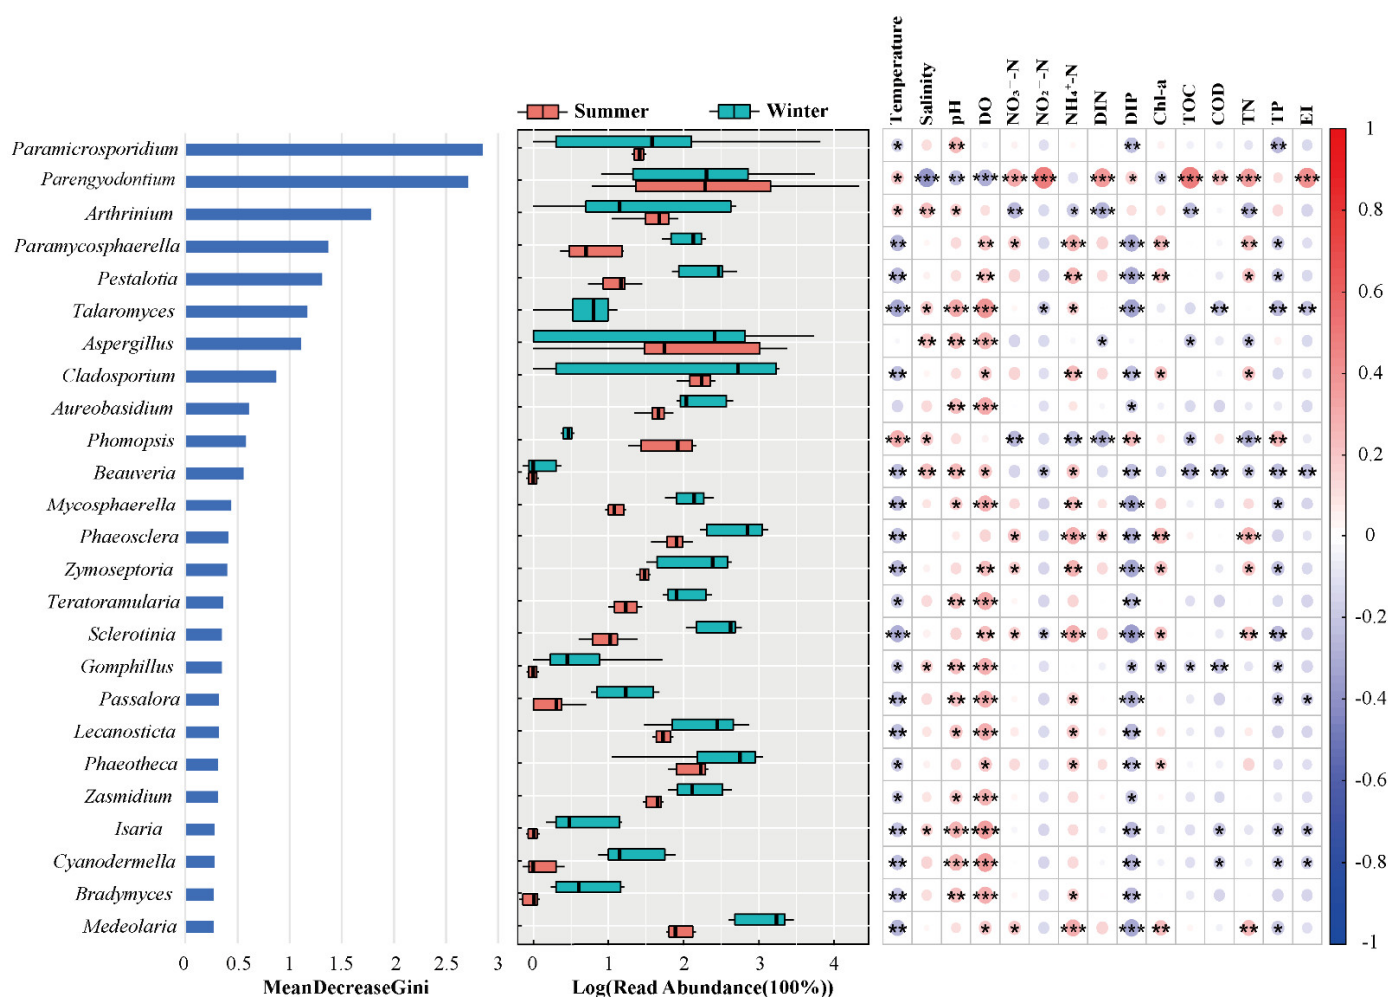 Temperature
Salinity
pH
DO
NO₃⁻-N
NO₂⁻-N
NH₄⁺-N
DIN
DIP
Chl-a
TOC
COD
TN
TP
EI
Summer Winter
Paramicrosporidium * ** ** **
Parengyodontium * *** ** *** *** *** *** * * *** ** *** ***
Arthrinium * ** * ** * *** ** **
Paramycosphaerella ** ** * *** *** ** ** *
Pestalotia ** ** ** *** ** * *
Talaromyces *** * *** *** * * *** ** ** **
Aspergillus ** ** *** * * *
Cladosporium ** * ** ** * *
Aureobasidium ** *** *
Phomopsis *** * ** ** *** ** * *** **
Beauveria ** ** ** * * * ** ** ** * ** **
Mycosphaerella ** * *** ** *** *
Phaeosclera ** * *** * ** ** ***
Zymoseptoria ** ** * ** *** * * *
Teratoramularia * ** *** **
Sclerotinia *** ** * * *** *** * ** **
Gomphillus * * ** *** * * * ** *
Passalora ** ** *** * *** * *
Lecanosticta ** * *** * **
Phaeotheca * * * ** *
Zasmidium * * *** *
Isaria ** * *** *** ** * * *
Cyanodermella ** *** *** ** * * *
Bradymyces ** ** *** * **
Medeolaria ** * * *** *** ** ** *
0 0.5 1 1.5 2 2.5 3
MeanDecreaseGini
0 1 2 3 4
Log(Read Abundance(100%))
1
0.8
0.6
0.4
0.2
0
-0.2
-0.4
-0.6
-0.8
-1